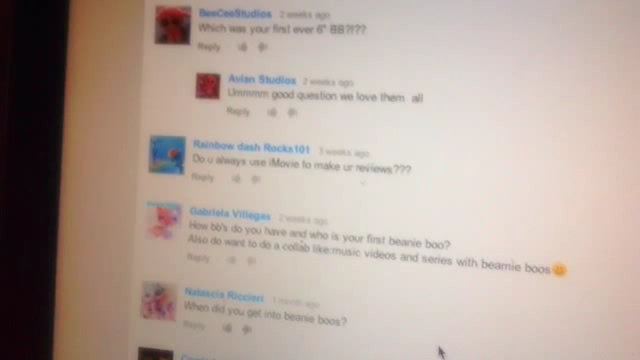 BeeCeeStudios 2 weeks ago
Which was your first ever 6" BB?!??
Reply
Avian Studios 2 weeks ago
Ummmm good question we love them all
Reply
Rainbow dash Rocks101 3 weeks ago
Do u always use iMovie to make ur reviews???
Reply
Gabriela Villegas 2 weeks ago
How bb's do you have and who is your first beanie boo?
Also do want to do a collab like:music videos and series with bearnie boos
Reply
Natascia Riccieri 1 month ago
When did you get into beanie boos?
Reply